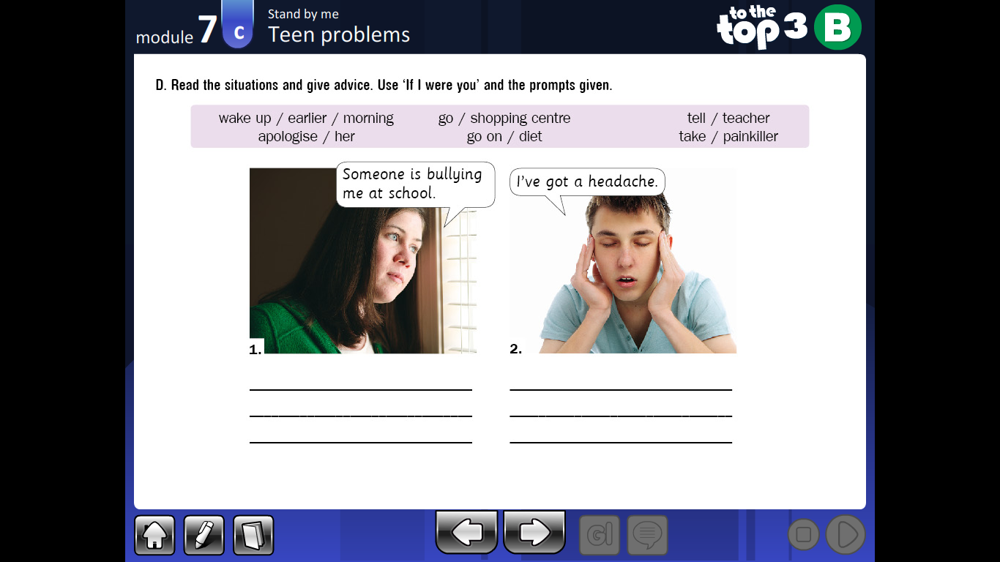 module 7 c
Stand by me
Teen problems
to the
top 3 B
D. Read the situations and give advice. Use ‘If I were you’ and the prompts given.
wake up / earlier / morning go / shopping centre tell / teacher
apologise / her go on / diet take / painkiller
Someone is bullying
me at school.
I’ve got a headache.
1.
2.
GI